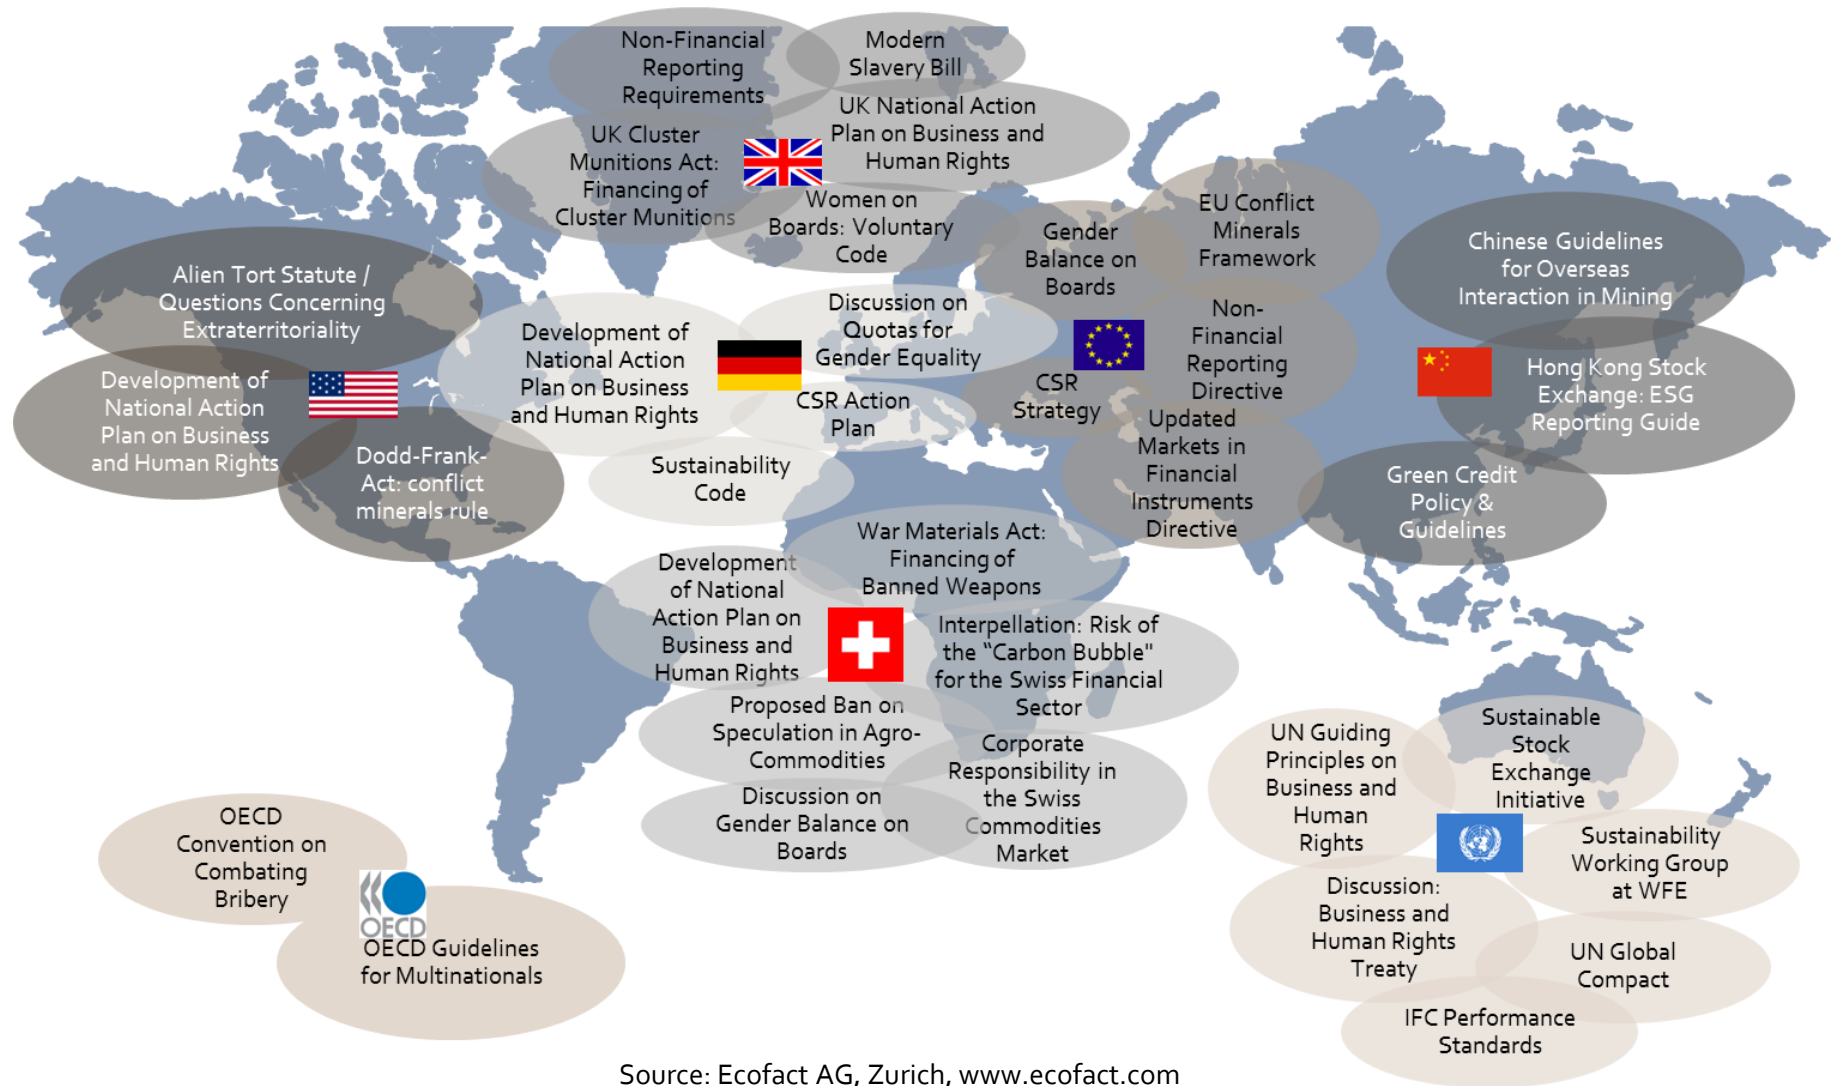 Non-Financial
Reporting
Requirements
Modern
Slavery Bill
UK National Action
Plan on Business and
Human Rights
UK Cluster
Munitions Act:
Financing of
Cluster Munitions
Women on
Boards: Voluntary
Code
Gender
Balance on
Boards
EU Conflict
Minerals
Framework
Non-
Financial
Reporting
Directive
CSR
Strategy
Updated
Markets in
Financial
Instruments
Directive
Chinese Guidelines
for Overseas
Interaction in Mining
Hong Kong Stock
Exchange: ESG
Reporting Guide
Green Credit
Policy &
Guidelines
Alien Tort Statute /
Questions Concerning
Extraterritoriality
Development of
National Action
Plan on Business
and Human Rights
Dodd-Frank-
Act: conflict
minerals rule
Development of
National Action
Plan on Business
and Human Rights
Discussion on
Quotas for
Gender Equality
CSR Action
Plan
Sustainability
Code
War Materials Act:
Financing of
Banned Weapons
Development
of National
Action Plan on
Business and
Human Rights
Interpellation: Risk of
the “Carbon Bubble"
for the Swiss Financial
Sector
Proposed Ban on
Speculation in Agro-
Commodities
Corporate
Responsibility in
the Swiss
Commodities
Market
Discussion on
Gender Balance on
Boards
OECD
Convention on
Combating
Bribery
OECD
OECD Guidelines
for Multinationals
UN Guiding
Principles on
Business and
Human
Rights
Sustainable
Stock
Exchange
Initiative
Sustainability
Working Group
at WFE
Discussion:
Business and
Human Rights
Treaty
UN Global
Compact
IFC Performance
Standards
Source: Ecofact AG, Zurich, www.ecofact.com